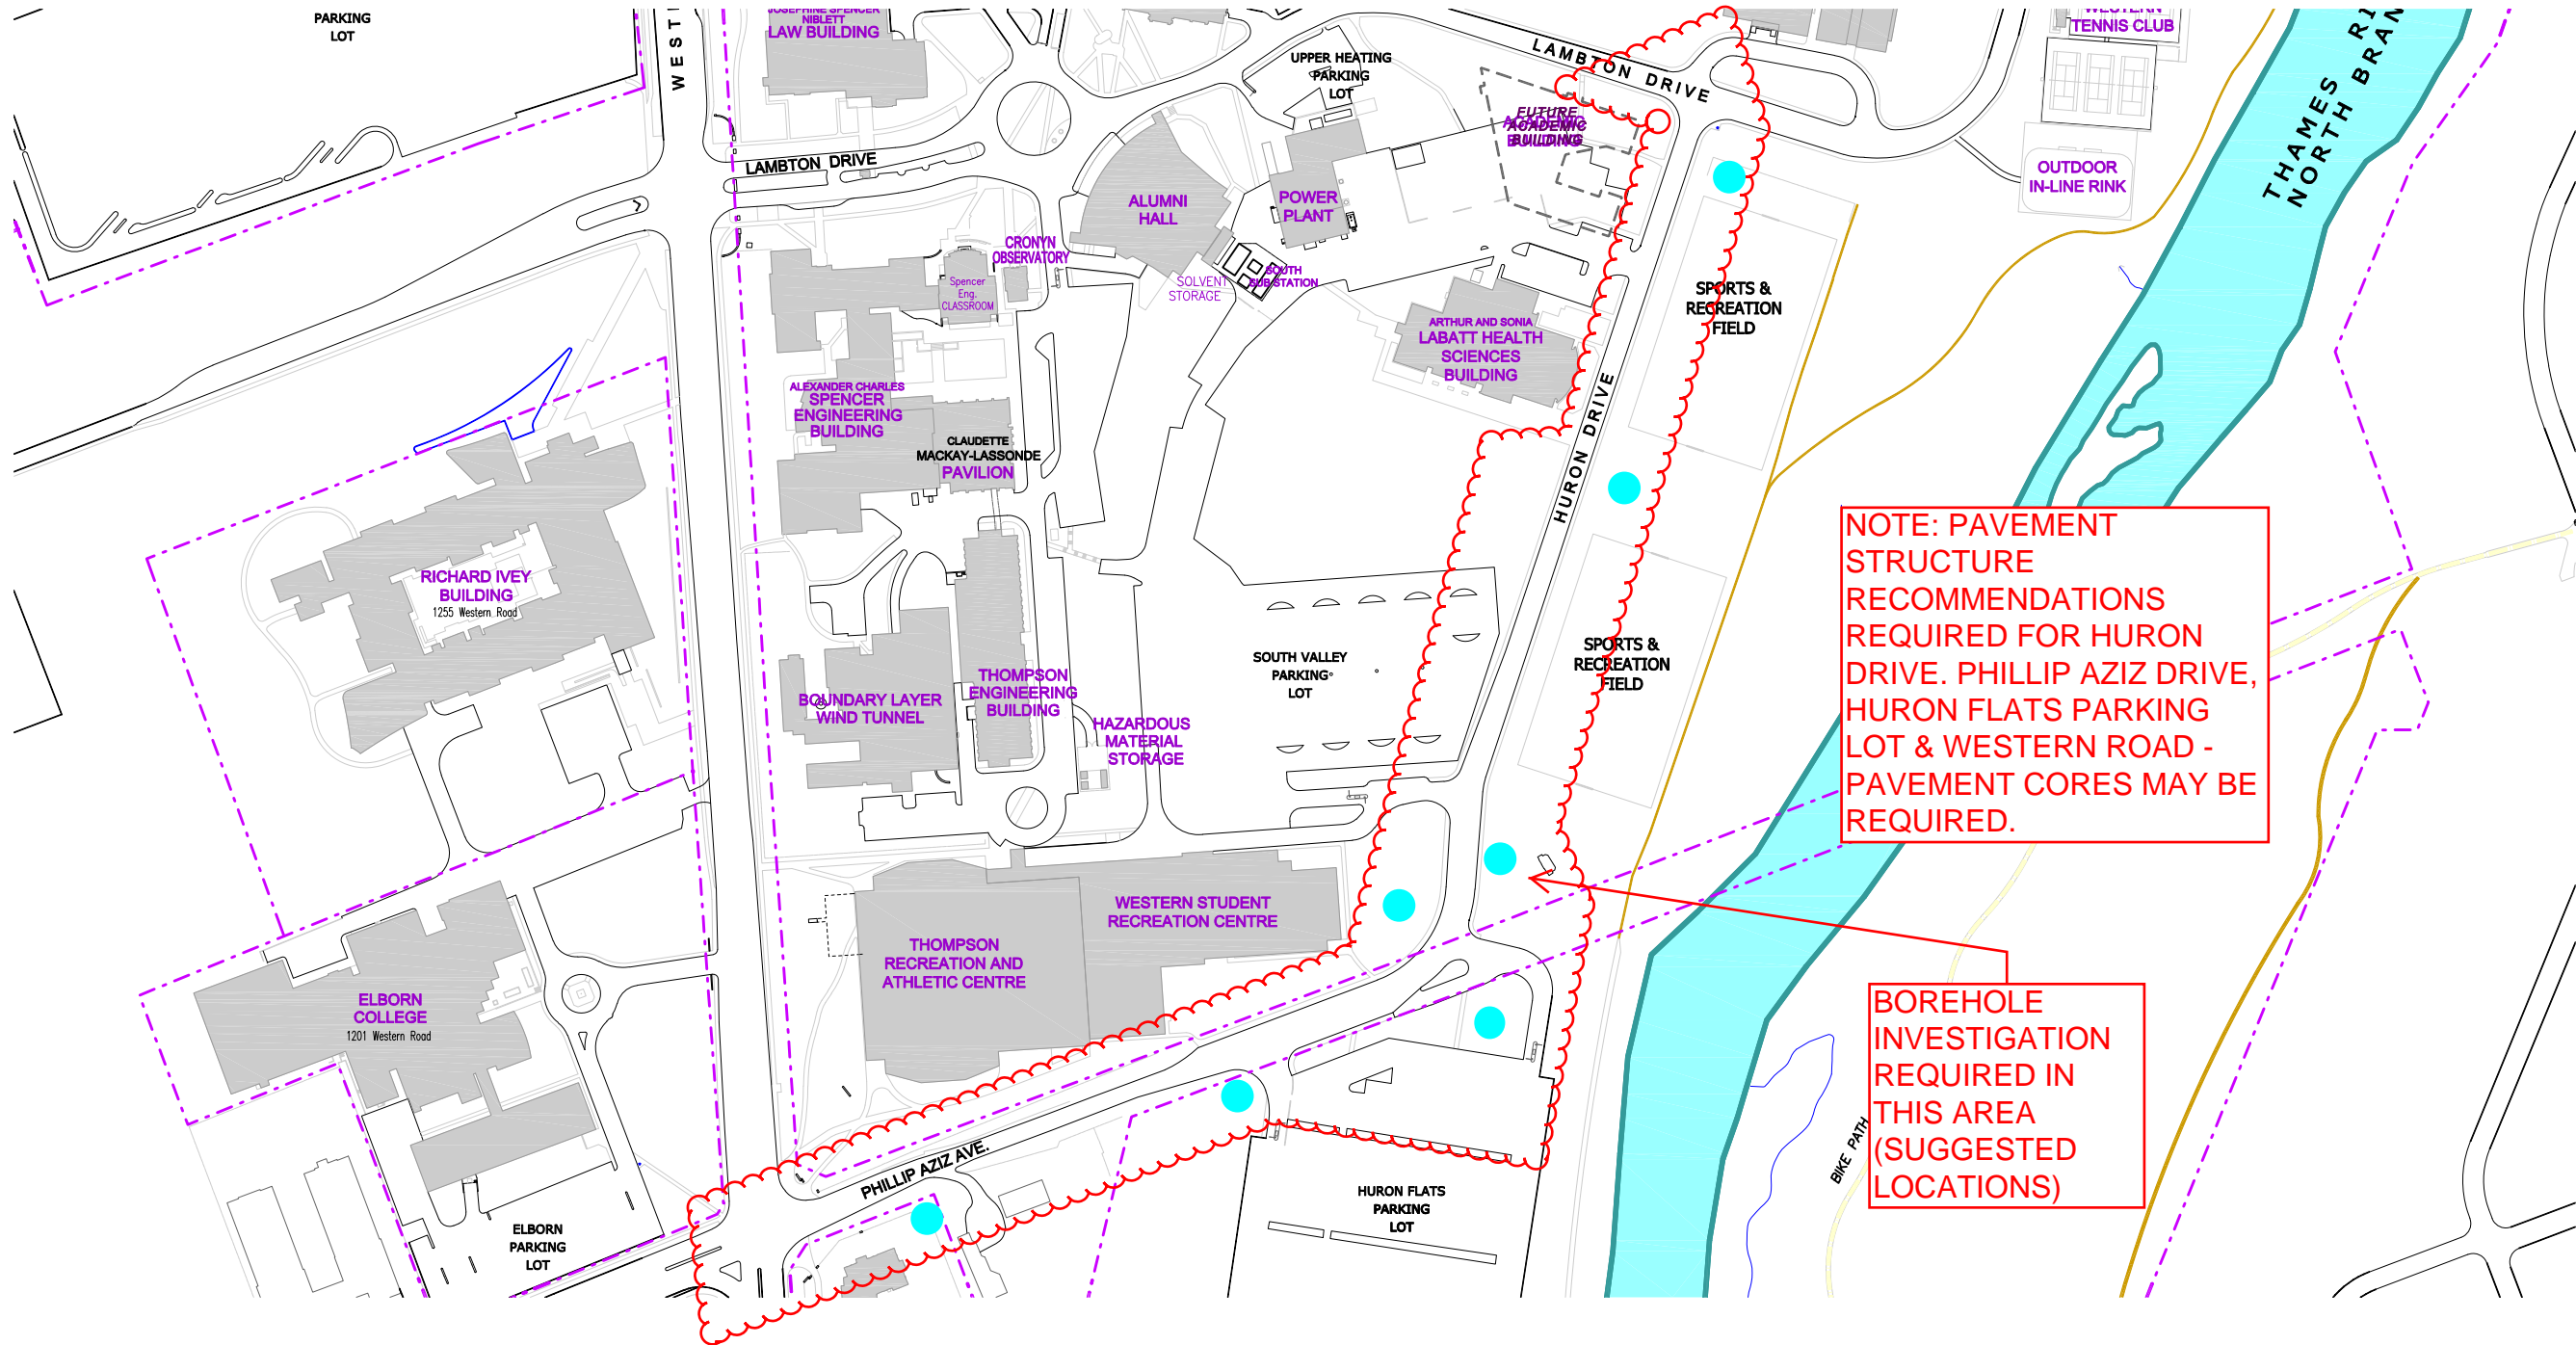 PARKING
LOT
WEST
JOSEPHINE SPENCER
NIBLETT
LAW BUILDING
LAMBTON DRIVE
UPPER HEATING
PARKING
LOT
LAMBTON DRIVE
WESTERN
TENNIS CLUB
THAMES RI
NORTH BRAN
FUTURE
ACADEMIC
BUILDING
ACADEMIC
BUILDING
OUTDOOR
IN-LINE RINK
ALUMNI
HALL
POWER
PLANT
CRONYN
OBSERVATORY
Spencer
Eng.
CLASSROOM
SOLVENT
STORAGE
SOUTH
SUB STATION
SPORTS &
RECREATION
FIELD
ARTHUR AND SONIA
LABATT HEALTH
SCIENCES
BUILDING
ALEXANDER CHARLES
SPENCER
ENGINEERING
BUILDING
CLAUDETTE
MACKAY-LASSONDE
PAVILION
HURON DRIVE
RICHARD IVEY
BUILDING
1255 Western Road
NOTE: PAVEMENT
STRUCTURE
RECOMMENDATIONS
REQUIRED FOR HURON
DRIVE. PHILLIP AZIZ DRIVE,
HURON FLATS PARKING
LOT & WESTERN ROAD -
PAVEMENT CORES MAY BE
REQUIRED.
SOUTH VALLEY
PARKING
LOT
SPORTS &
RECREATION
FIELD
BOUNDARY LAYER
WIND TUNNEL
THOMPSON
ENGINEERING
BUILDING
HAZARDOUS
MATERIAL
STORAGE
WESTERN STUDENT
RECREATION CENTRE
THOMPSON
RECREATION AND
ATHLETIC CENTRE
ELBORN
COLLEGE
1201 Western Road
BOREHOLE
INVESTIGATION
REQUIRED IN
THIS AREA
(SUGGESTED
LOCATIONS)
PHILLIP AZIZ AVE.
BIKE PATH
HURON FLATS
PARKING
LOT
ELBORN
PARKING
LOT